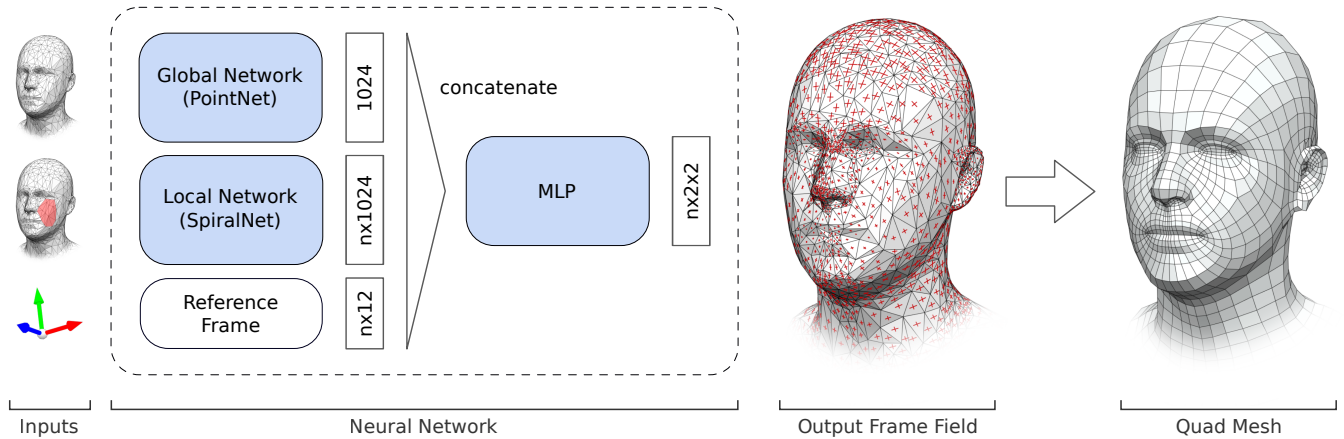 Global Network
(PointNet)
1024
concatenate
Local Network
(SpiralNet)
nx1024
MLP
nx2x2
Reference
Frame
nx12
Inputs
Neural Network
Output Frame Field
Quad Mesh